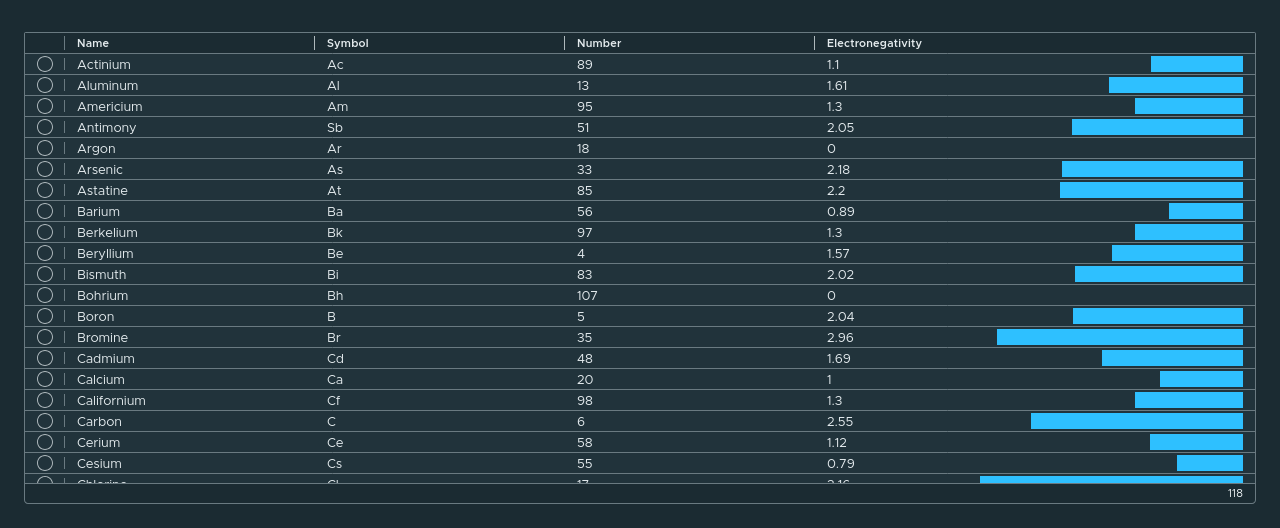 Name Symbol Number Electronegativity
Actinium Ac 89 1.1
Aluminum Al 13 1.61
Americium Am 95 1.3
Antimony Sb 51 2.05
Argon Ar 18 0
Arsenic As 33 2.18
Astatine At 85 2.2
Barium Ba 56 0.89
Berkelium Bk 97 1.3
Beryllium Be 4 1.57
Bismuth Bi 83 2.02
Bohrium Bh 107 0
Boron B 5 2.04
Bromine Br 35 2.96
Cadmium Cd 48 1.69
Calcium Ca 20 1
Californium Cf 98 1.3
Carbon C 6 2.55
Cerium Ce 58 1.12
Cesium Cs 55 0.79
Chlorine Cl 17 3.16
118